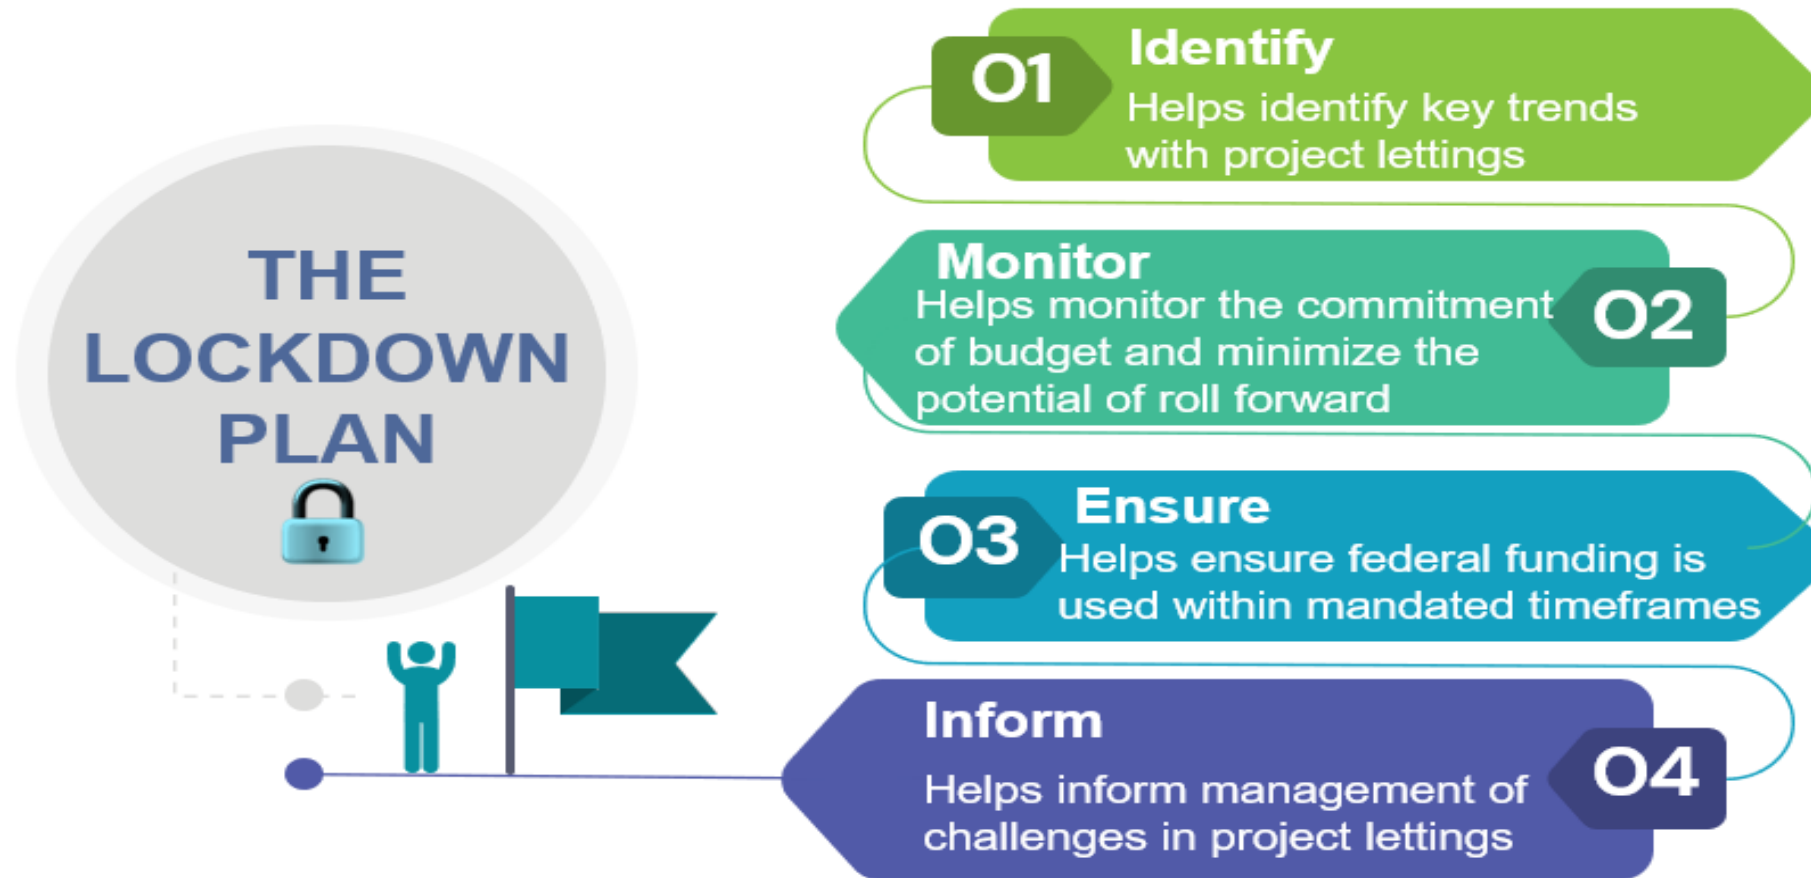 THE
LOCKDOWN
PLAN
01
Identify
Helps identify key trends
with project lettings
Monitor
Helps monitor the commitment
of budget and minimize the
potential of roll forward
02
03
Ensure
Helps ensure federal funding is
used within mandated timeframes
Inform
Helps inform management of
challenges in project lettings
04